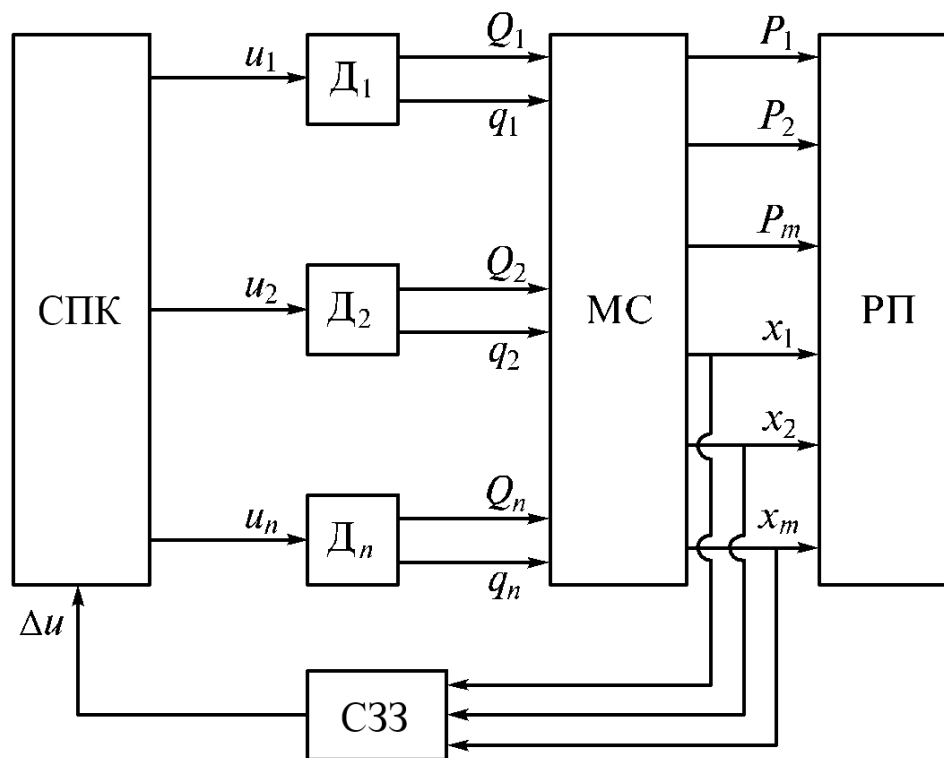 Q₁
P₁
u₁
Д₁
q₁
P₂
Q₂
Pₘ
u₂
СПК
Д₂
МС
РП
q₂
x₁
x₂
Qₙ
xₘ
uₙ
Дₙ
qₙ
Δu
СЗЗ